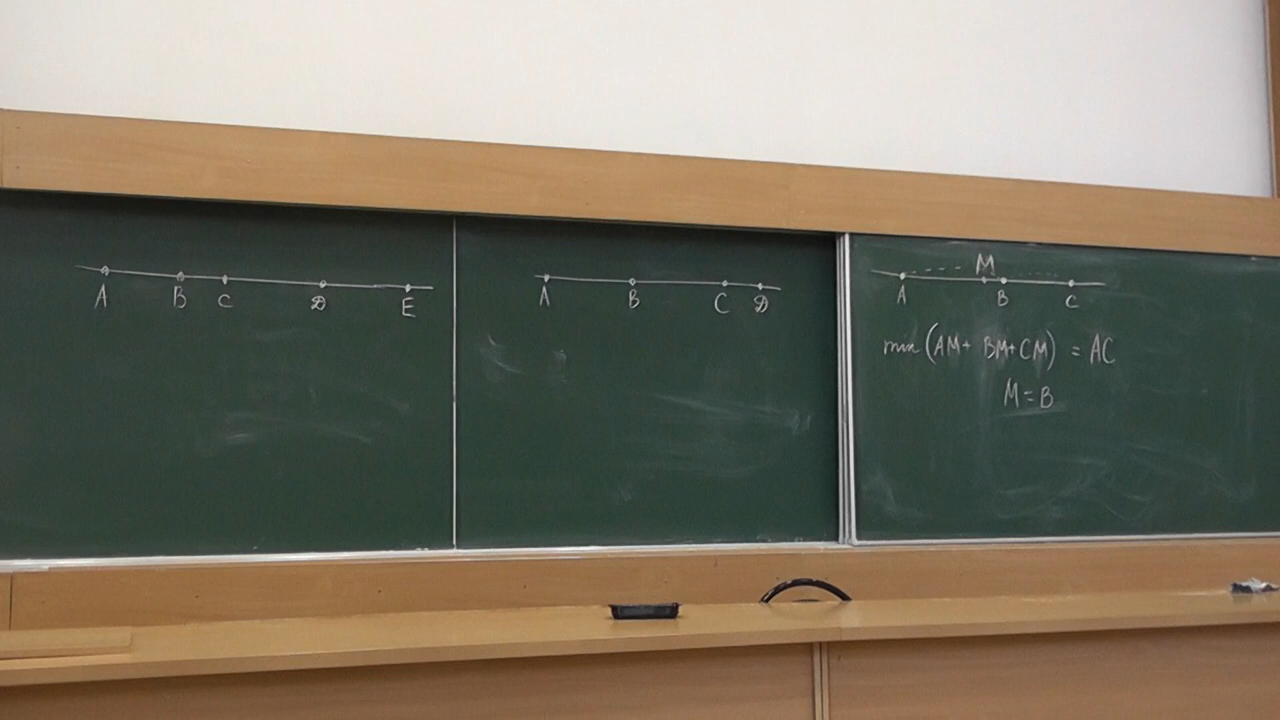 A B C D E
A B C D
M
A B C
min (AM+ BM+CM) = AC
M=B